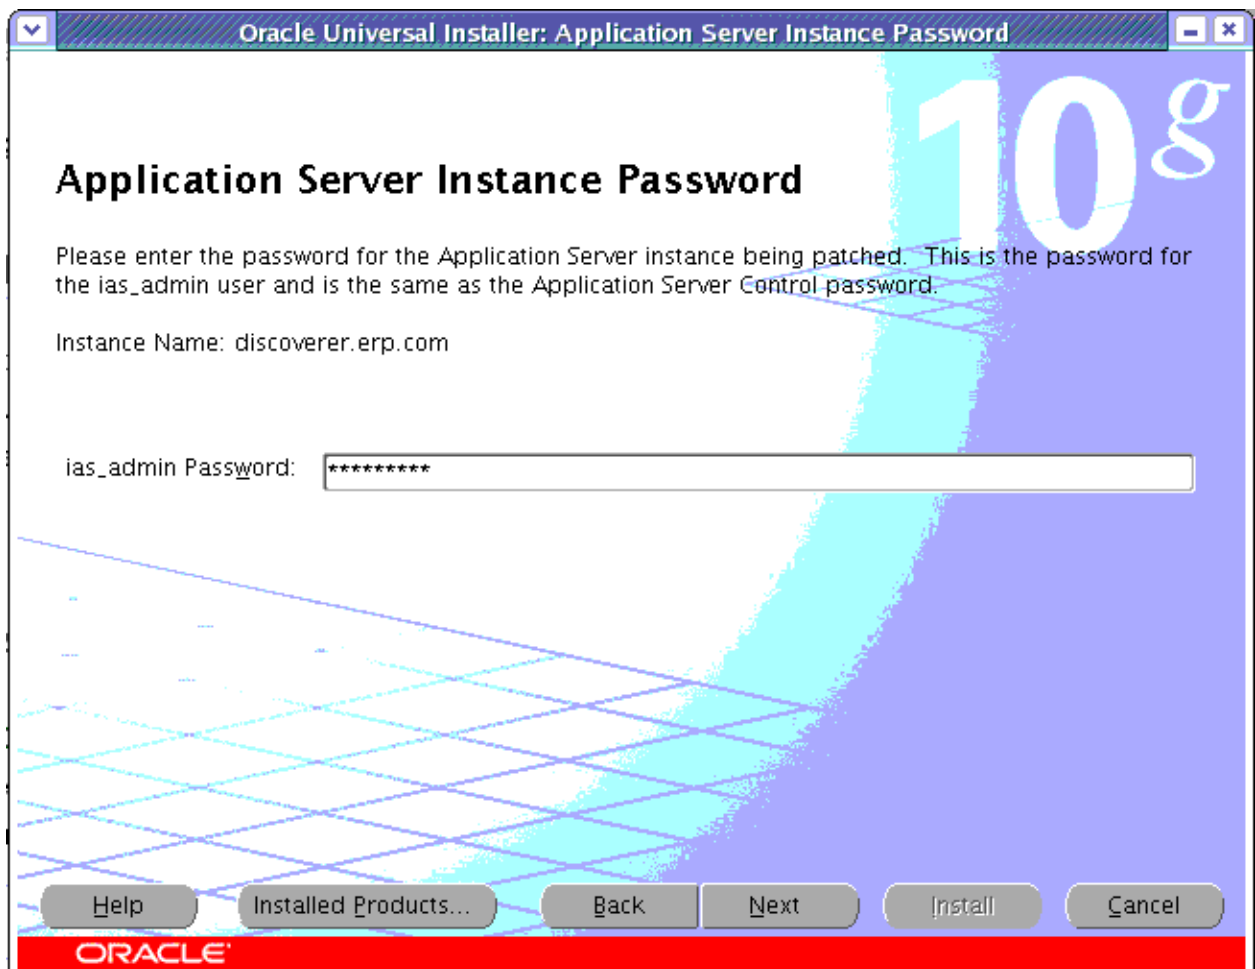 Oracle Universal Installer: Application Server Instance Password
10g
Application Server Instance Password
Please enter the password for the Application Server instance being patched.  This is the password for
the ias_admin user and is the same as the Application Server Control password.
Instance Name: discoverer.erp.com
ias_admin Password: *********
Help Installed Products... Back Next Install Cancel
ORACLE